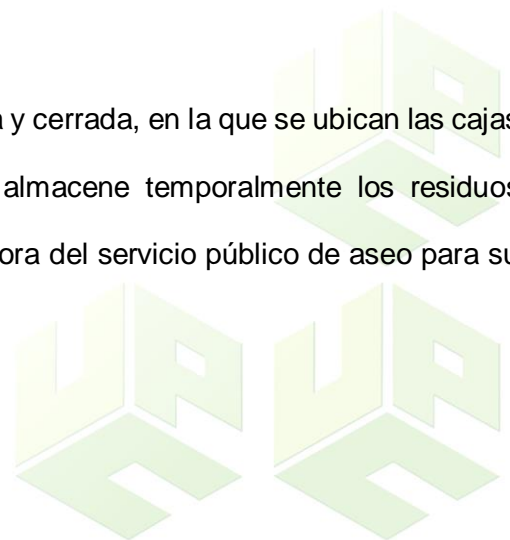 a y cerrada, en la que se ubican las cajas
almacene temporalmente los residuos
ora del servicio público de aseo para su